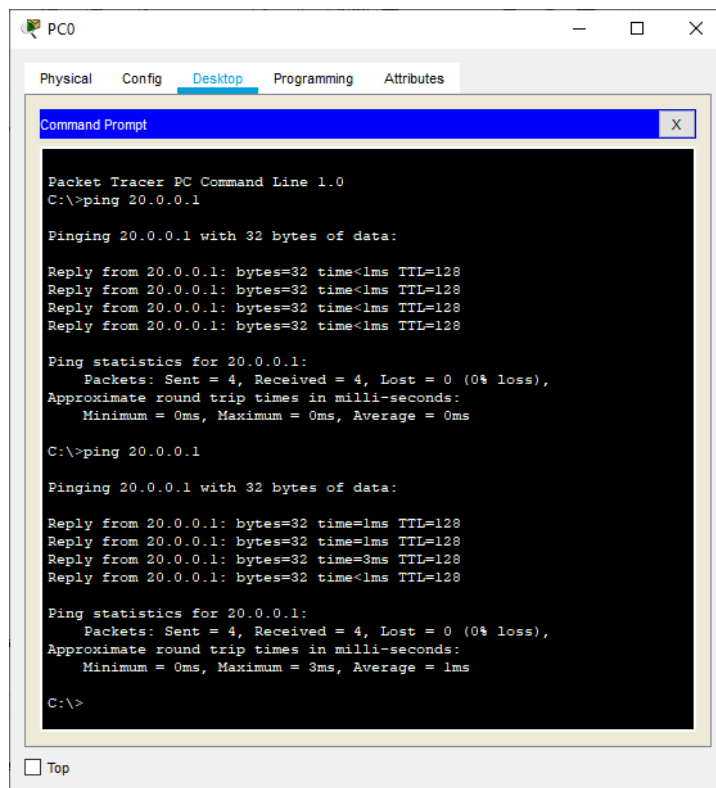 PC0
Physical Config Desktop Programming Attributes
Command Prompt X
Packet Tracer PC Command Line 1.0
C:\>ping 20.0.0.1
Pinging 20.0.0.1 with 32 bytes of data:
Reply from 20.0.0.1: bytes=32 time<1ms TTL=128
Reply from 20.0.0.1: bytes=32 time<1ms TTL=128
Reply from 20.0.0.1: bytes=32 time<1ms TTL=128
Reply from 20.0.0.1: bytes=32 time<1ms TTL=128
Ping statistics for 20.0.0.1:
Packets: Sent = 4, Received = 4, Lost = 0 (0% loss),
Approximate round trip times in milli-seconds:
Minimum = 0ms, Maximum = 0ms, Average = 0ms
C:\>ping 20.0.0.1
Pinging 20.0.0.1 with 32 bytes of data:
Reply from 20.0.0.1: bytes=32 time=1ms TTL=128
Reply from 20.0.0.1: bytes=32 time=1ms TTL=128
Reply from 20.0.0.1: bytes=32 time=3ms TTL=128
Reply from 20.0.0.1: bytes=32 time<1ms TTL=128
Ping statistics for 20.0.0.1:
Packets: Sent = 4, Received = 4, Lost = 0 (0% loss),
Approximate round trip times in milli-seconds:
Minimum = 0ms, Maximum = 3ms, Average = 1ms
C:\>
Top